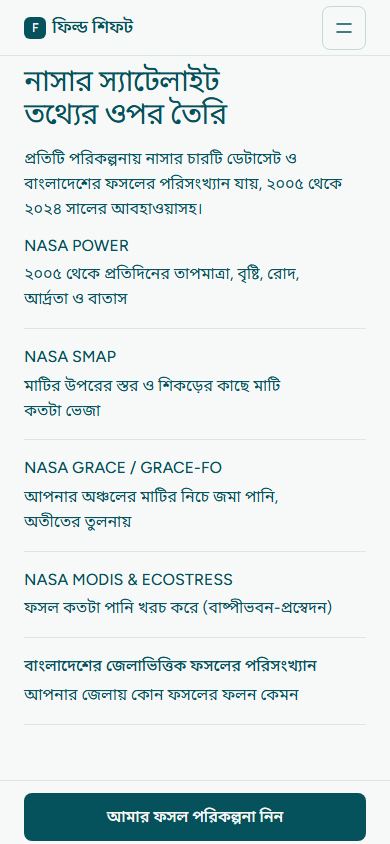 F ফিল্ড শিফট
নাসার স্যাটেলাইট
তথ্যের ওপর তৈরি
প্রতিটি পরিকল্পনায় নাসার চারটি ডেটাসেট ও
বাংলাদেশের ফসলের পরিসংখ্যান যায়, ২০০৫ থেকে
২০২৪ সালের আবহাওয়াসহ।
NASA POWER
২০০৫ থেকে প্রতিদিনের তাপমাত্রা, বৃষ্টি, রোদ,
আর্দ্রতা ও বাতাস
NASA SMAP
মাটির উপরের স্তর ও শিকড়ের কাছে মাটি
কতটা ভেজা
NASA GRACE / GRACE-FO
আপনার অঞ্চলের মাটির নিচে জমা পানি,
অতীতের তুলনায়
NASA MODIS & ECOSTRESS
ফসল কতটা পানি খরচ করে (বাষ্পীভবন-প্রস্বেদন)
বাংলাদেশের জেলাভিত্তিক ফসলের পরিসংখ্যান
আপনার জেলায় কোন ফসলের ফলন কেমন
আমার ফসল পরিকল্পনা নিন